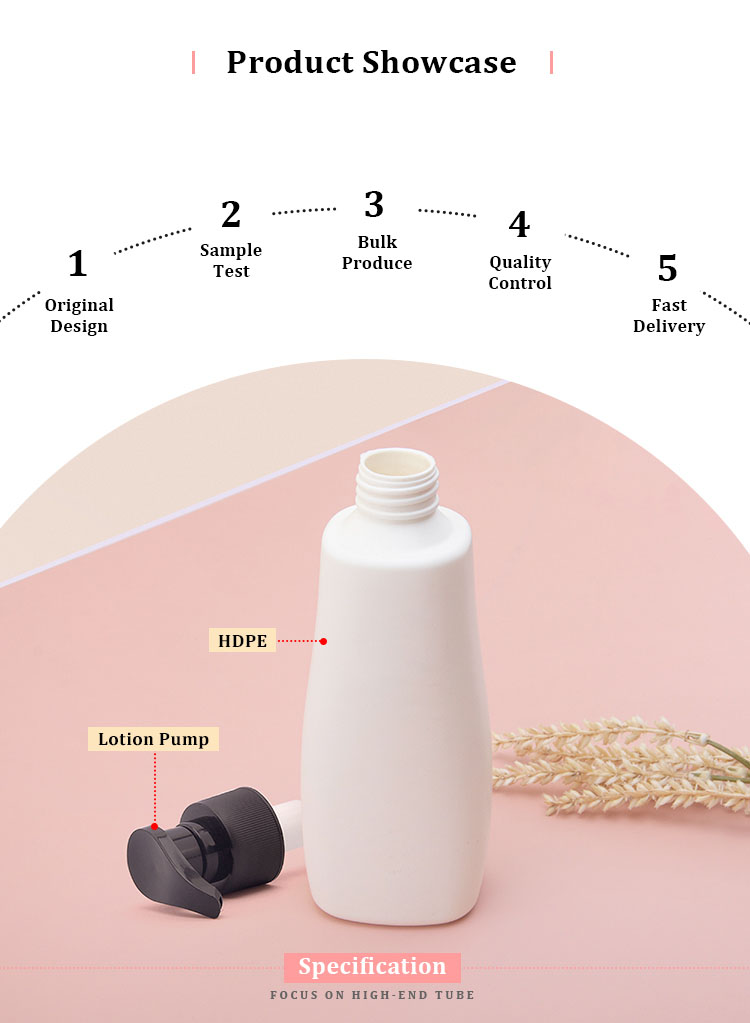 Product Showcase
1
Original
Design
2
Sample
Test
3
Bulk
Produce
4
Quality
Control
5
Fast
Delivery
HDPE
Lotion Pump
Specification
FOCUS ON HIGH-END TUBE